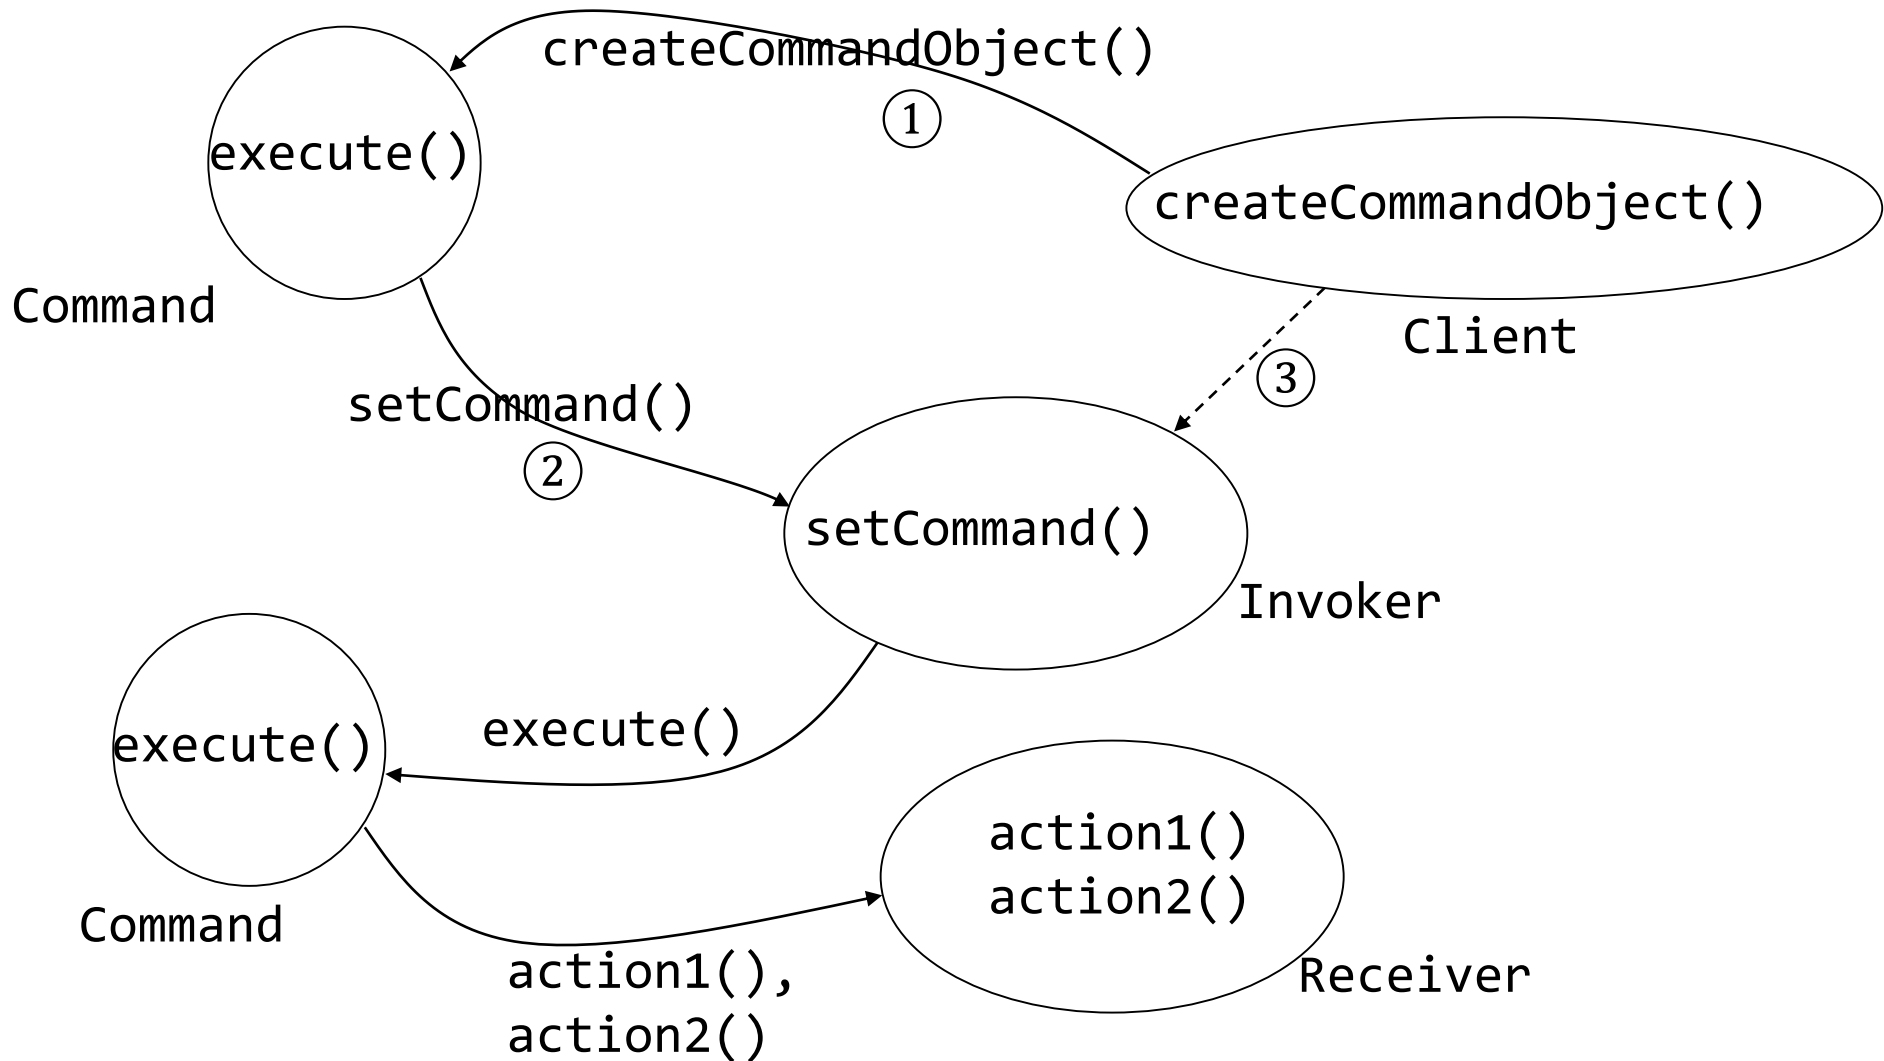 createCommandObject()
①
execute()
createCommandObject()
Command
Client
③
setCommand()
②
setCommand()
Invoker
execute()
execute()
action1()
action2()
Command
action1(),
action2()
Receiver